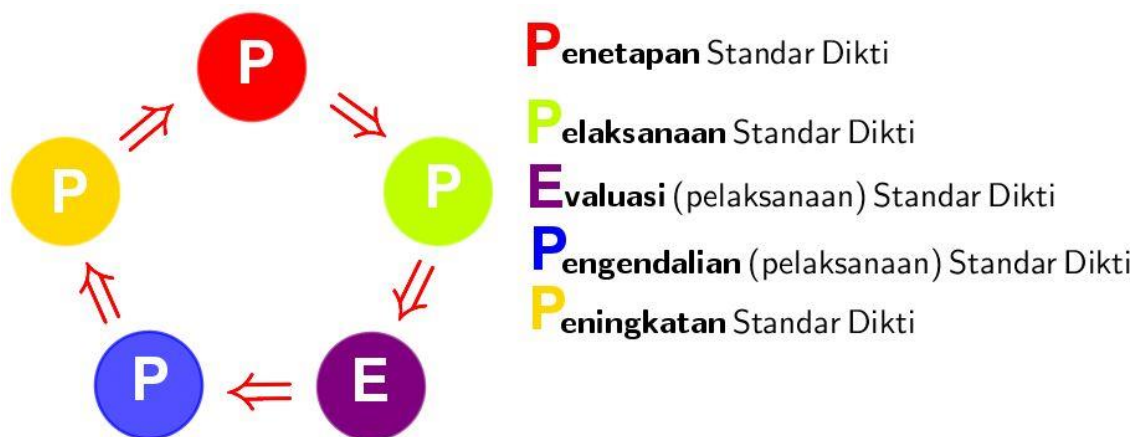 P
P
P
P
E
Penetapan Standar Dikti
Pelaksanaan Standar Dikti
Evaluasi (pelaksanaan) Standar Dikti
Pengendalian (pelaksanaan) Standar Dikti
Peningkatan Standar Dikti